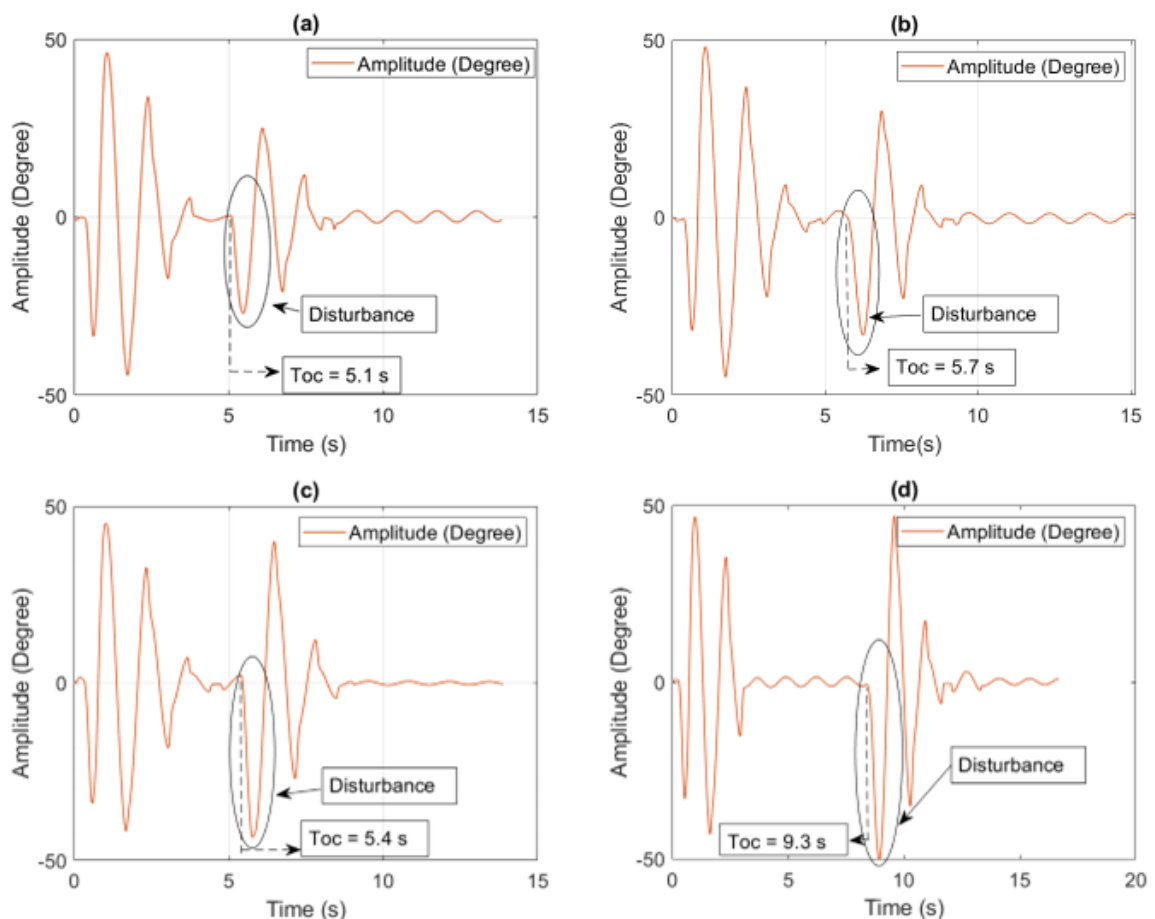 (a)
50
0
-50
Amplitude (Degree)
Amplitude (Degree)
Disturbance
Toc = 5.1 s
0 5 10 15
Time (s)
(b)
50
0
-50
Amplitude (Degree)
Amplitude (Degree)
Disturbance
Toc = 5.7 s
0 5 10 15
Time(s)
(c)
50
0
-50
Amplitude (Degree)
Amplitude (Degree)
Disturbance
Toc = 5.4 s
0 5 10 15
Time (s)
(d)
50
0
-50
Amplitude (Degree)
Amplitude (Degree)
Disturbance
Toc = 9.3 s
0 5 10 15 20
Time (s)